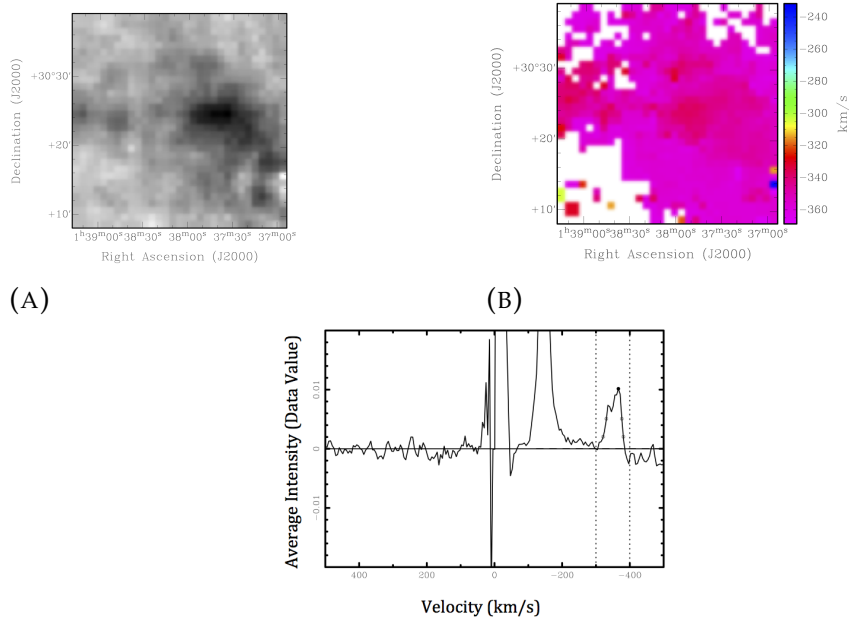 +30°30'
+20'
+10'
Declination (J2000)
1ʰ39ᵐ00ˢ 38ᵐ30ˢ 38ᵐ00ˢ 37ᵐ30ˢ 37ᵐ00ˢ
Right Ascension (J2000)
(A)
+30°30'
+20'
+10'
Declination (J2000)
1ʰ39ᵐ00ˢ 38ᵐ30ˢ 38ᵐ00ˢ 37ᵐ30ˢ 37ᵐ00ˢ
Right Ascension (J2000)
−240
−260
−280
−300
−320
−340
−360
km/s
(B)
Average Intensity (Data Value)
0.01
0
−0.01
400 200 0 −200 −400
Velocity (km/s)